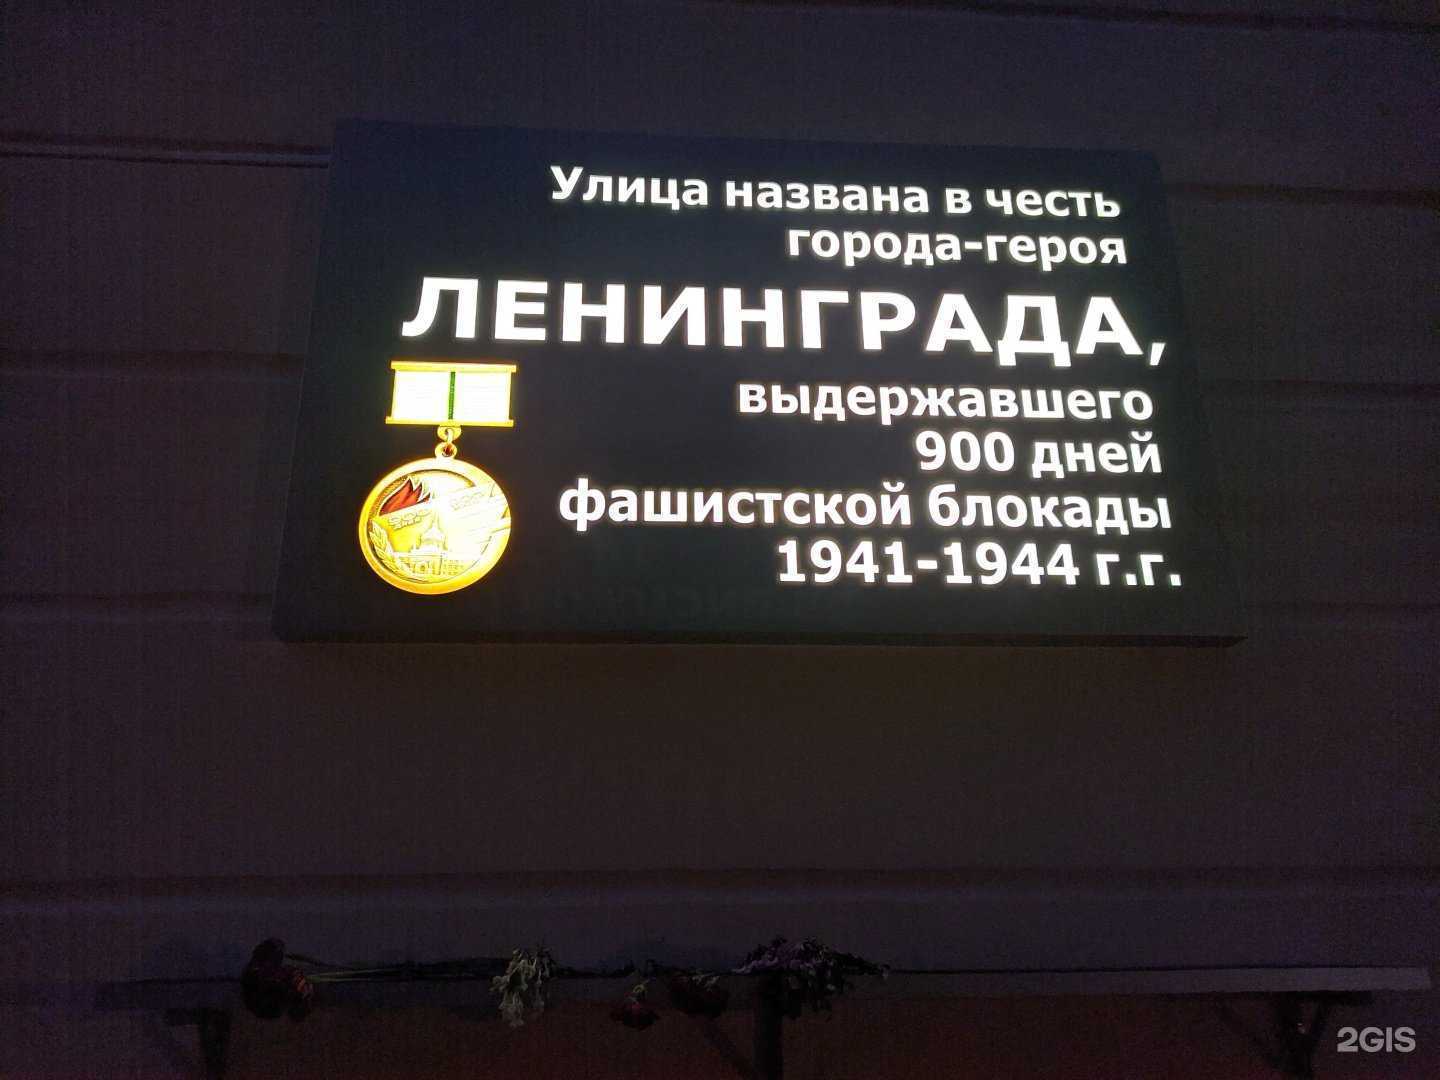 Улица названа в честь
города-героя
ЛЕНИНГРАДА,
выдержавшего
900 дней
фашистской блокады
1941-1944 г.г.
2GIS